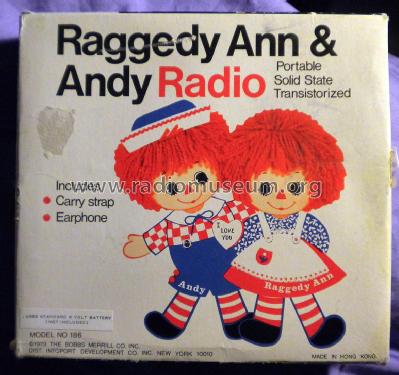 Raggedy Ann &
Andy Radio
Portable
Solid State
Transistorized
Includes
• Carry strap
• Earphone
www.radiomuseum.org
I LOVE
YOU
Andy
Raggedy Ann
USES STANDARD 9 VOLT BATTERY
(NOT INCLUDED)
MODEL NO 186
©1973 THE BOBBS MERRILL CO. INC.
DIST. INTOPORT DEVELOPMENT CO. INC. NEW YORK 10010
MADE IN HONG KONG